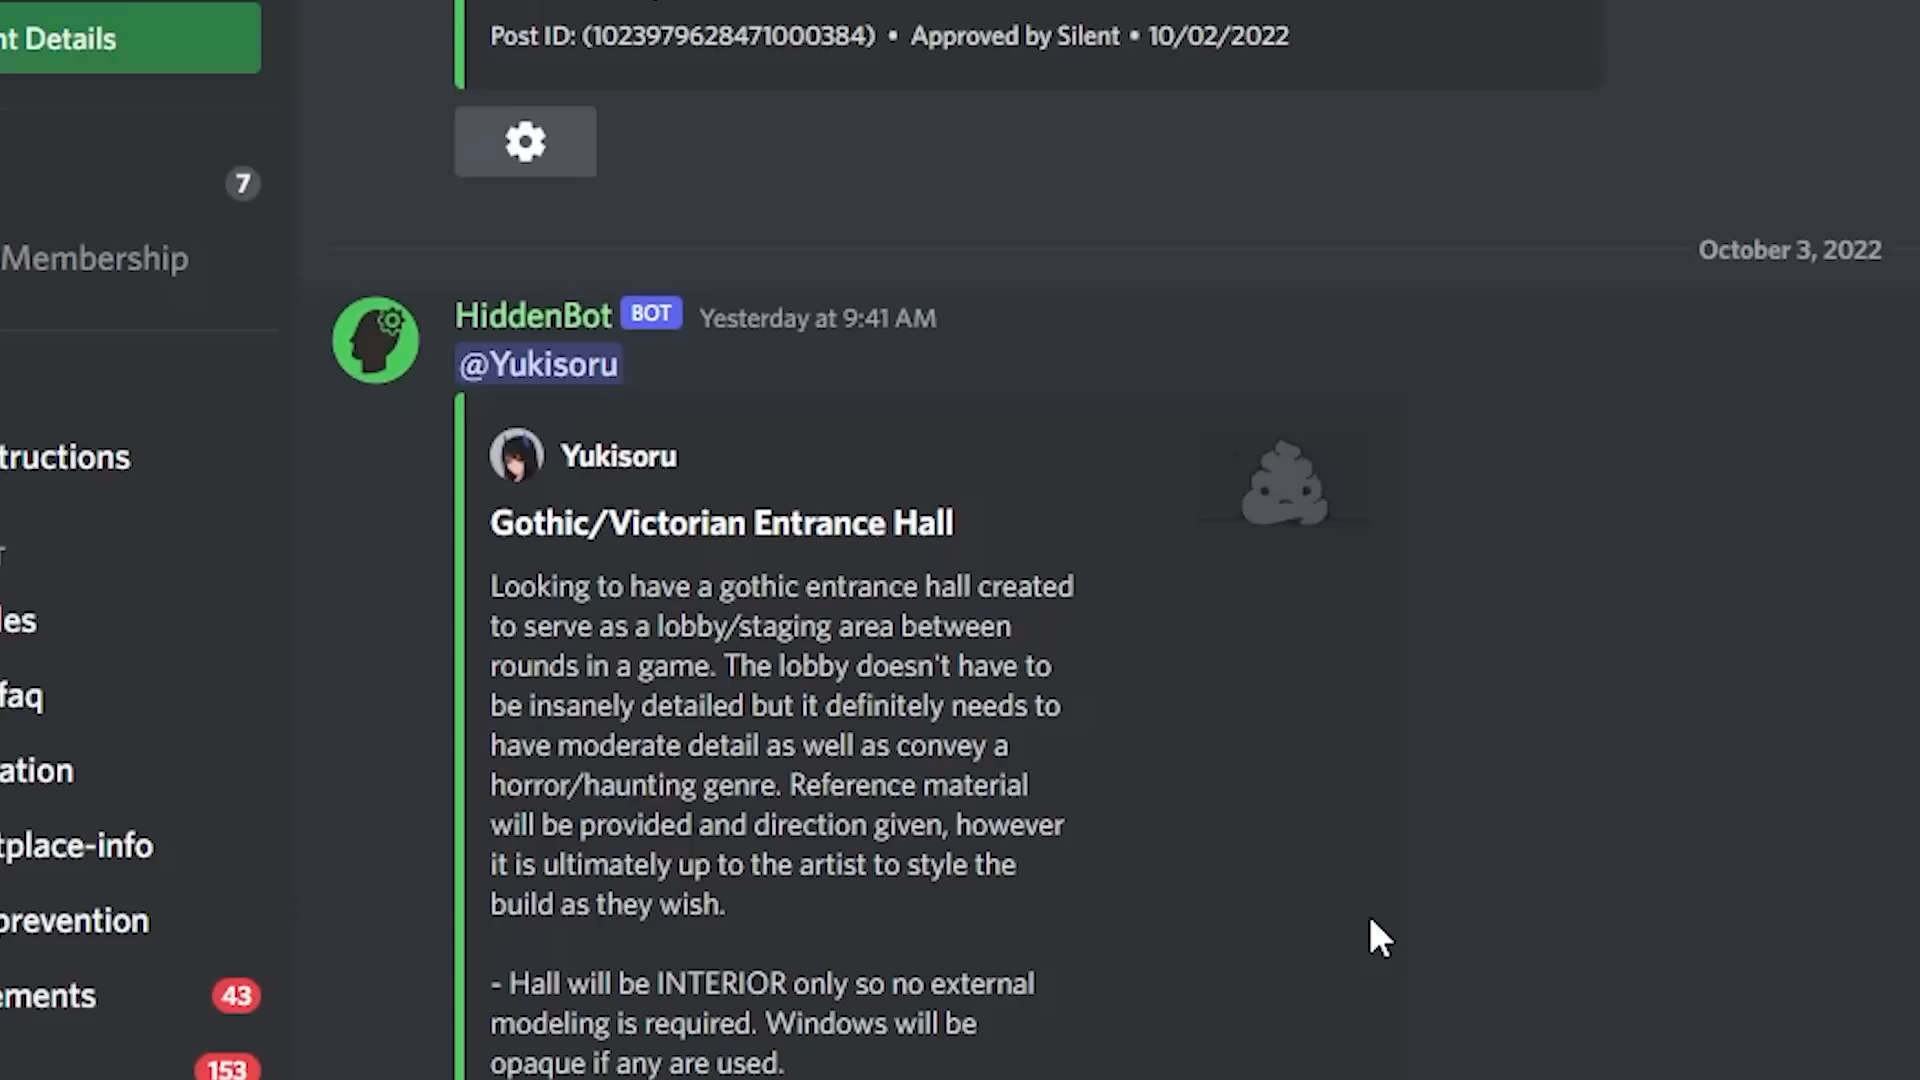 nt Details
7
Membership
tructions
les
faq
ation
tplace-info
prevention
ements
43
153
Post ID: (1023979628471000384) • Approved by Silent • 10/02/2022
October 3, 2022
HiddenBot BOT Yesterday at 9:41 AM
@Yukisoru
Yukisoru
Gothic/Victorian Entrance Hall
Looking to have a gothic entrance hall created
to serve as a lobby/staging area between
rounds in a game. The lobby doesn't have to
be insanely detailed but it definitely needs to
have moderate detail as well as convey a
horror/haunting genre. Reference material
will be provided and direction given, however
it is ultimately up to the artist to style the
build as they wish.
- Hall will be INTERIOR only so no external
modeling is required. Windows will be
opaque if any are used.